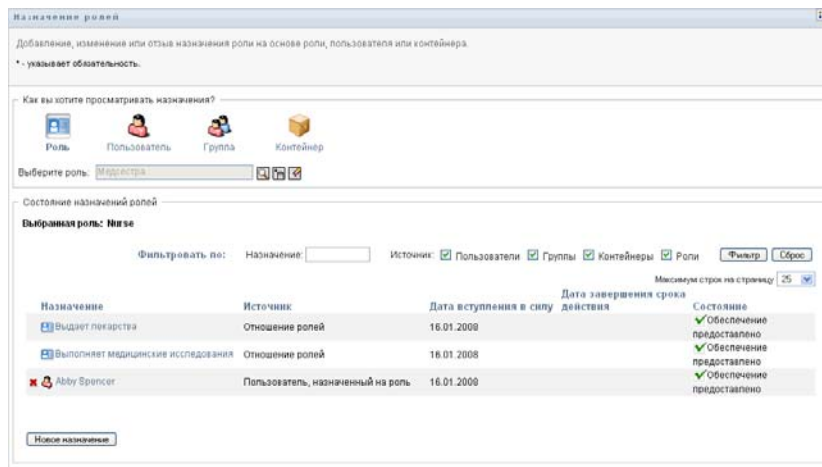 Назначение ролей
Добавление, изменение или отзыв назначения роли на основе роли, пользователя или контейнера.
* - указывает обязательность.
Как вы хотите просматривать назначения?
Роль Пользователь Группа Контейнер
Выберите роль: Медсестра
Состояние назначений ролей
Выбранная роль: Nurse
Фильтровать по: Назначение: Источник: Пользователи Группы Контейнеры Роли Фильтр Сброс
Максимум строк на страницу 25
Дата завершения срока
Назначение Источник Дата вступления в силу действия Состояние
Выдает лекарства Отношение ролей 16.01.2008 Обеспечение
предоставлено
Выполняет медицинские исследования Отношение ролей 16.01.2008 Обеспечение
предоставлено
Abby Spencer Пользователь, назначенный на роль 16.01.2008 Обеспечение
предоставлено
Новое назначение